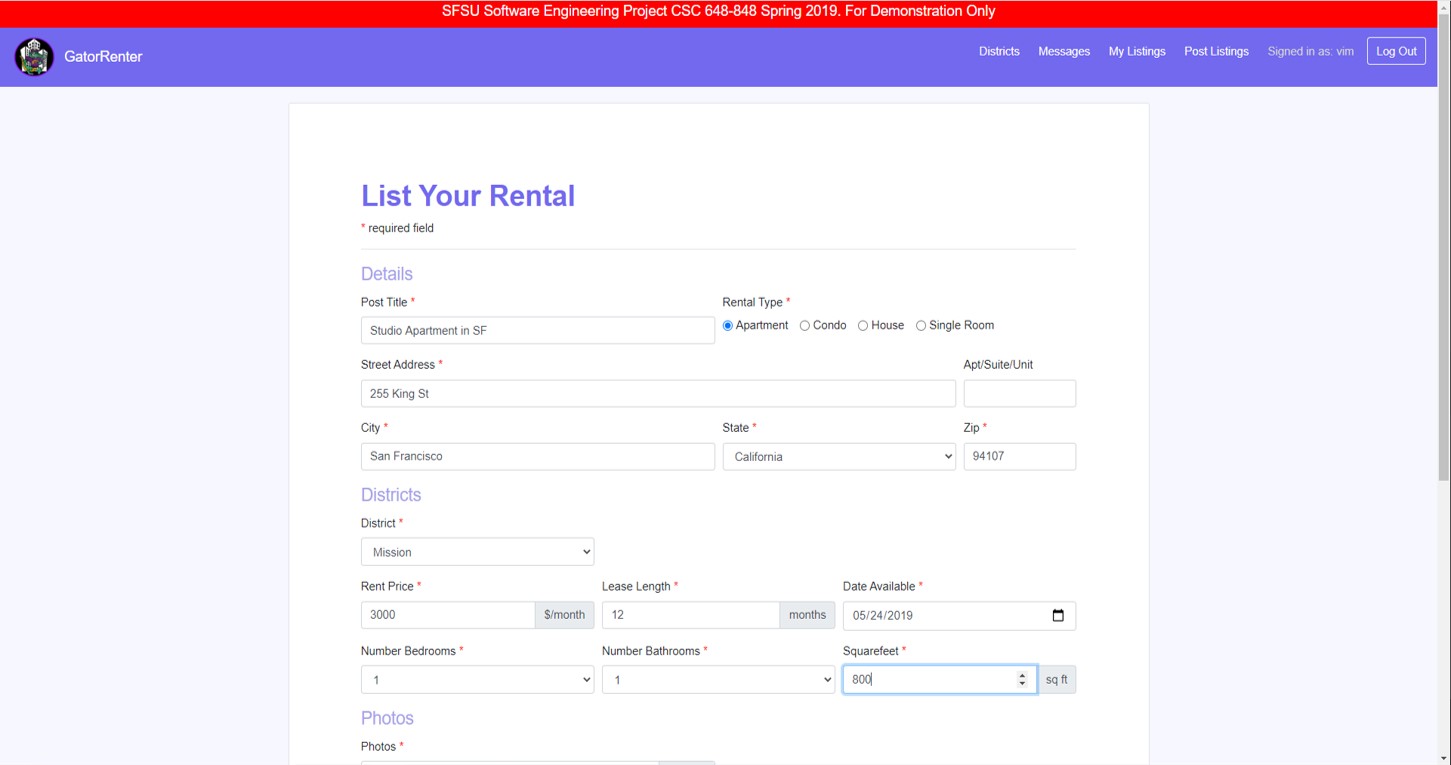 SFSU Software Engineering Project CSC 648-848 Spring 2019. For Demonstration Only
GatorRenter Districts Messages My Listings Post Listings Signed in as: vim Log Out
List Your Rental
* required field
Details
Post Title * Rental Type *
Studio Apartment in SF Apartment Condo House Single Room
Street Address * Apt/Suite/Unit
255 King St
City * State * Zip *
San Francisco California 94107
Districts
District *
Mission
Rent Price * Lease Length * Date Available *
3000 $/month 12 months 05/24/2019
Number Bedrooms * Number Bathrooms * Squarefeet *
1 1 800 sq ft
Photos
Photos *